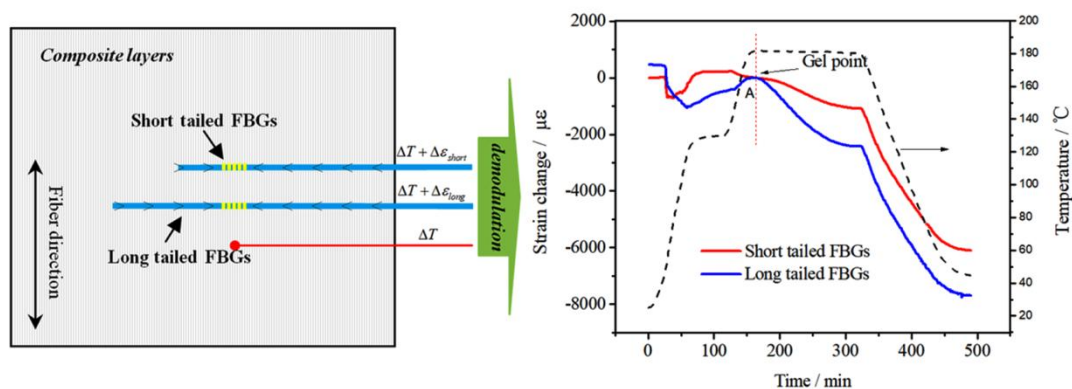 Composite layers
Short tailed FBGs
ΔT + Δε_short
ΔT + Δε_long
Long tailed FBGs
ΔT
Fiber direction
demodulation
Strain change / με
2000
0
-2000
-4000
-6000
-8000
Gel point
A
Short tailed FBGs
Long tailed FBGs
0 100 200 300 400 500
Time / min
200
180
160
140
120
100
80
60
40
20
Temperature / ℃